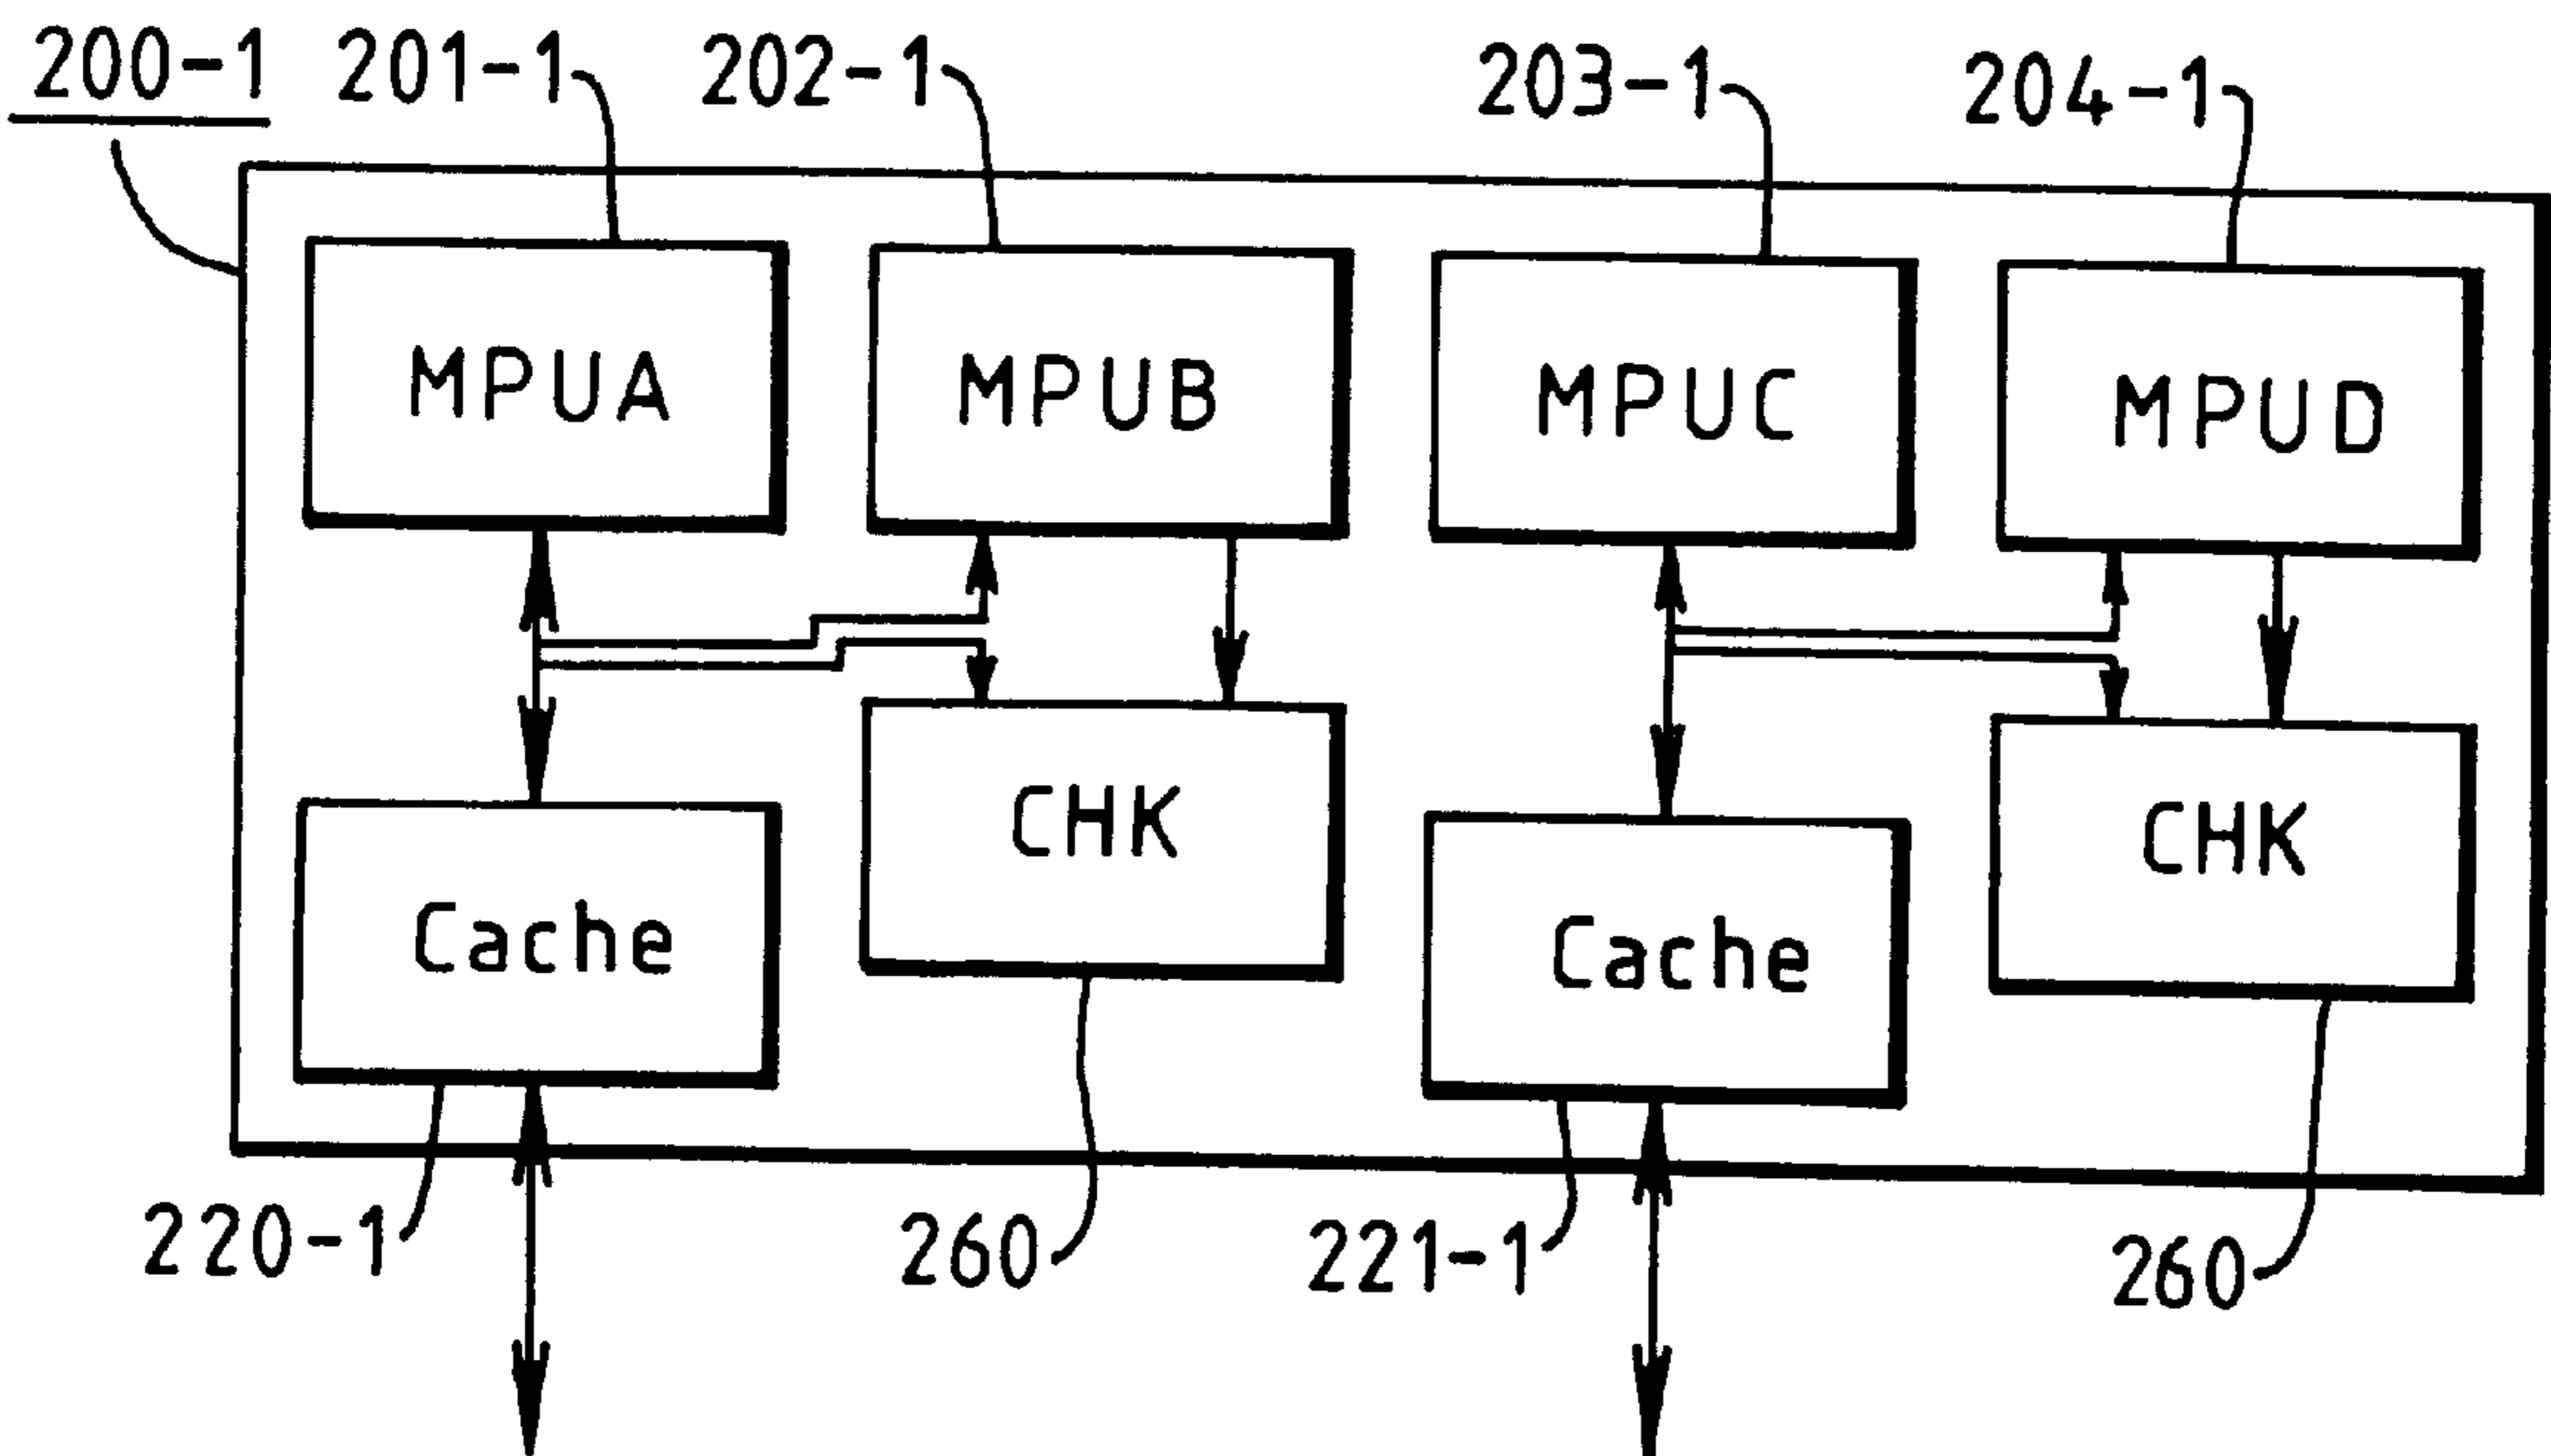 200-1 201-1 202-1 203-1 204-1
MPUA MPUB MPUC MPUD
CHK CHK
Cache Cache
220-1 260 221-1 260